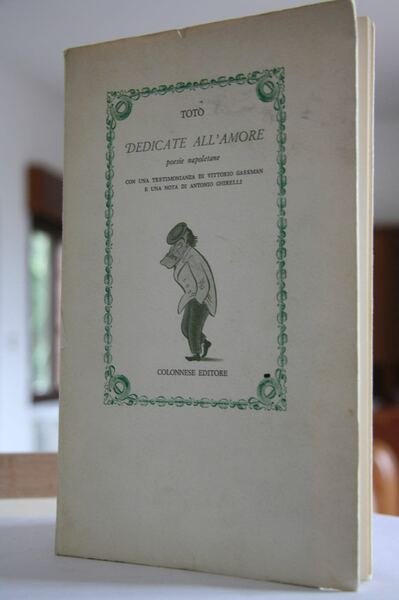 TOTÒ
DEDICATE ALL'AMORE
poesie napoletane
CON UNA TESTIMONIANZA DI VITTORIO GASSMAN
E UNA NOTA DI ANTONIO GHIRELLI
COLONNESE EDITORE